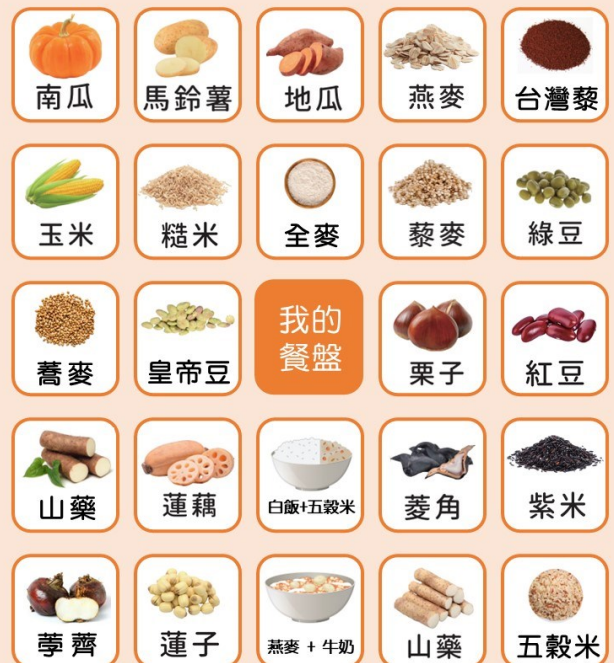 南瓜
馬鈴薯
地瓜
燕麥
台灣藜
玉米
糙米
全麥
藜麥
綠豆
蕎麥
皇帝豆
我的
餐盤
栗子
紅豆
山藥
蓮藕
白飯+五穀米
菱角
紫米
荸薺
蓮子
燕麥 + 牛奶
山藥
五穀米